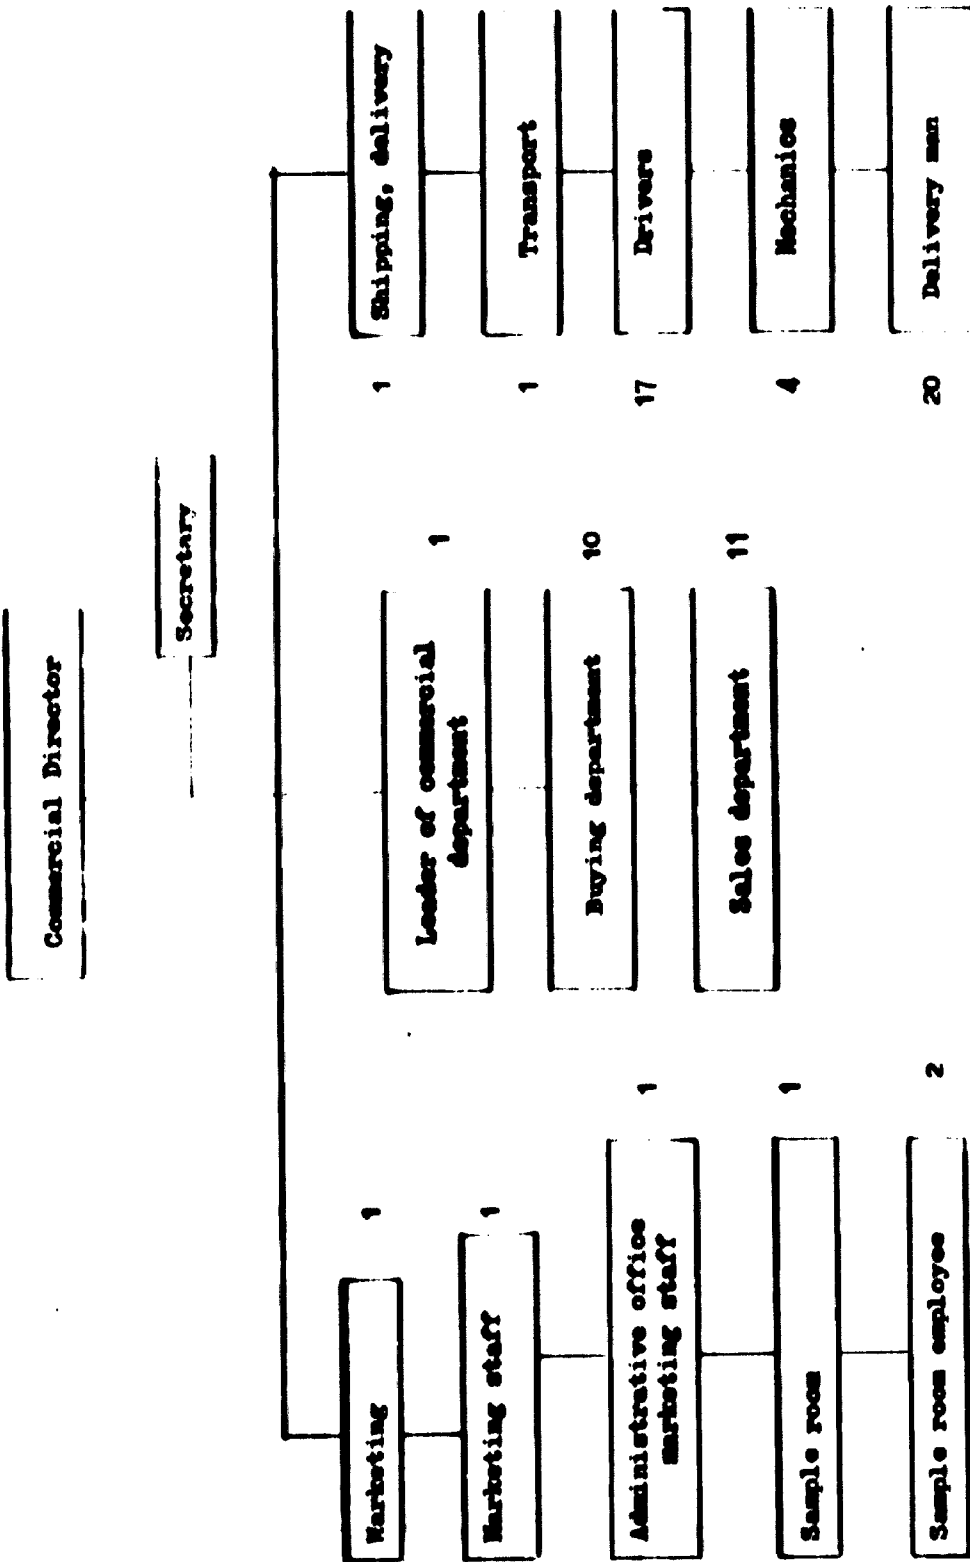 Commercial Director
Secretary
Marketing
1
Marketing staff
1
Administrative office
marketing staff
1
Sample room
1
Sample room employee
2
Leader of commercial
department
1
Buying department
10
Sales department
11
Shipping, delivery
1
Transport
1
Drivers
17
Mechanics
4
Delivery man
20